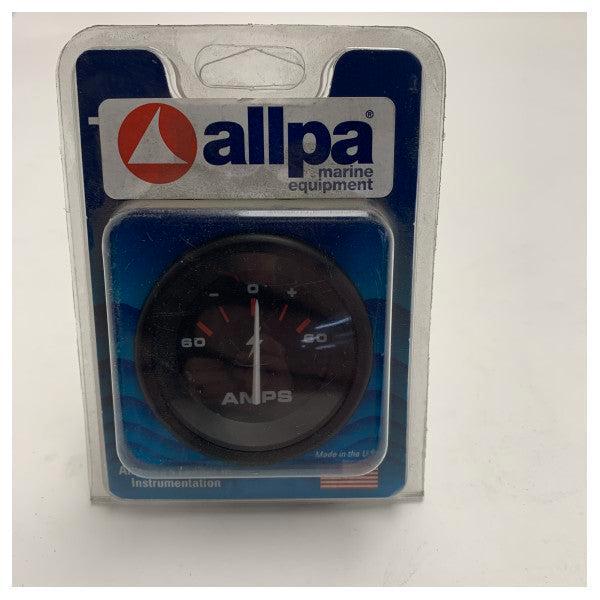 allpa®
marine
equipment
- 0 +
60 60
AMPS
Made in the U
Instrumentation